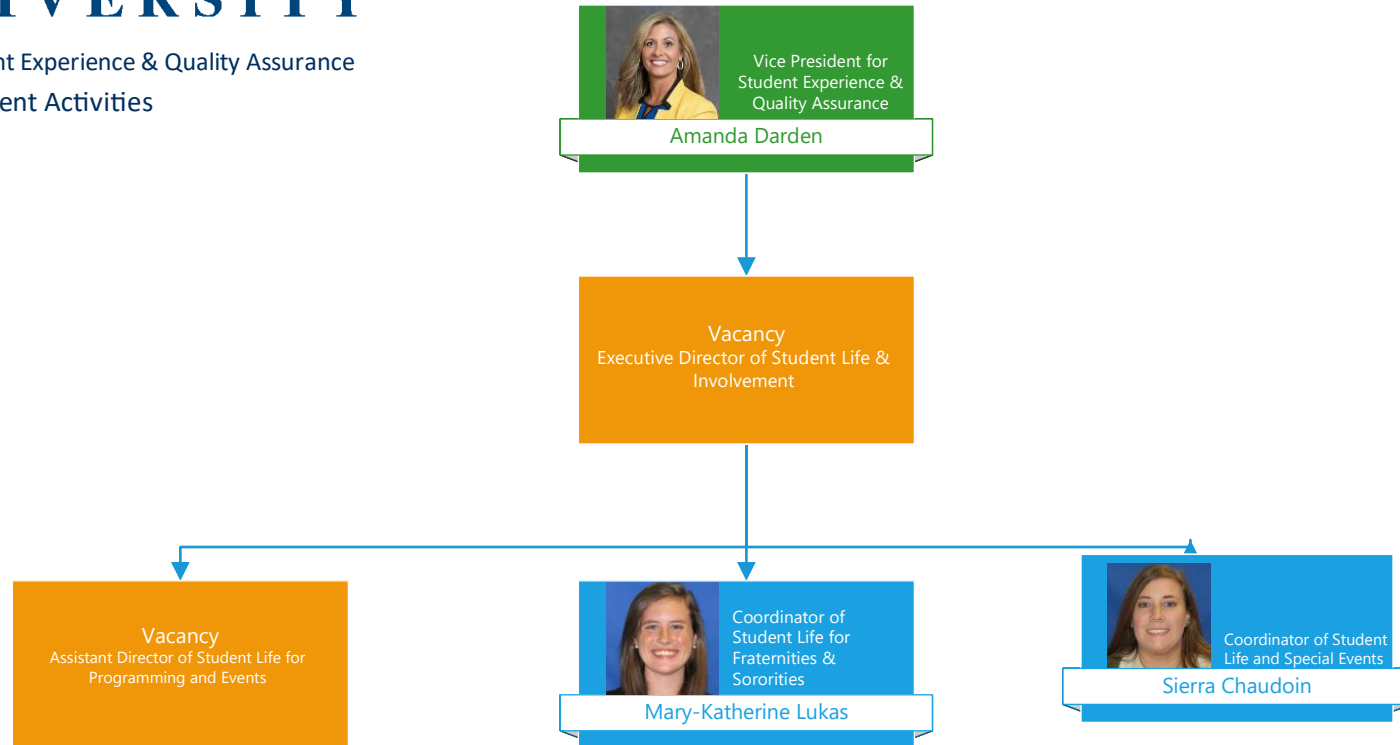 Experience & Quality Assurance
Activities
Vice President for
Student Experience &
Quality Assurance
Amanda Darden
Vacancy
Executive Director of Student Life &
Involvement
Vacancy
Assistant Director of Student Life for
Programming and Events
Coordinator of
Student Life for
Fraternities &
Sororities
Mary-Katherine Lukas
Coordinator of Student
Life and Special Events
Sierra Chaudoin